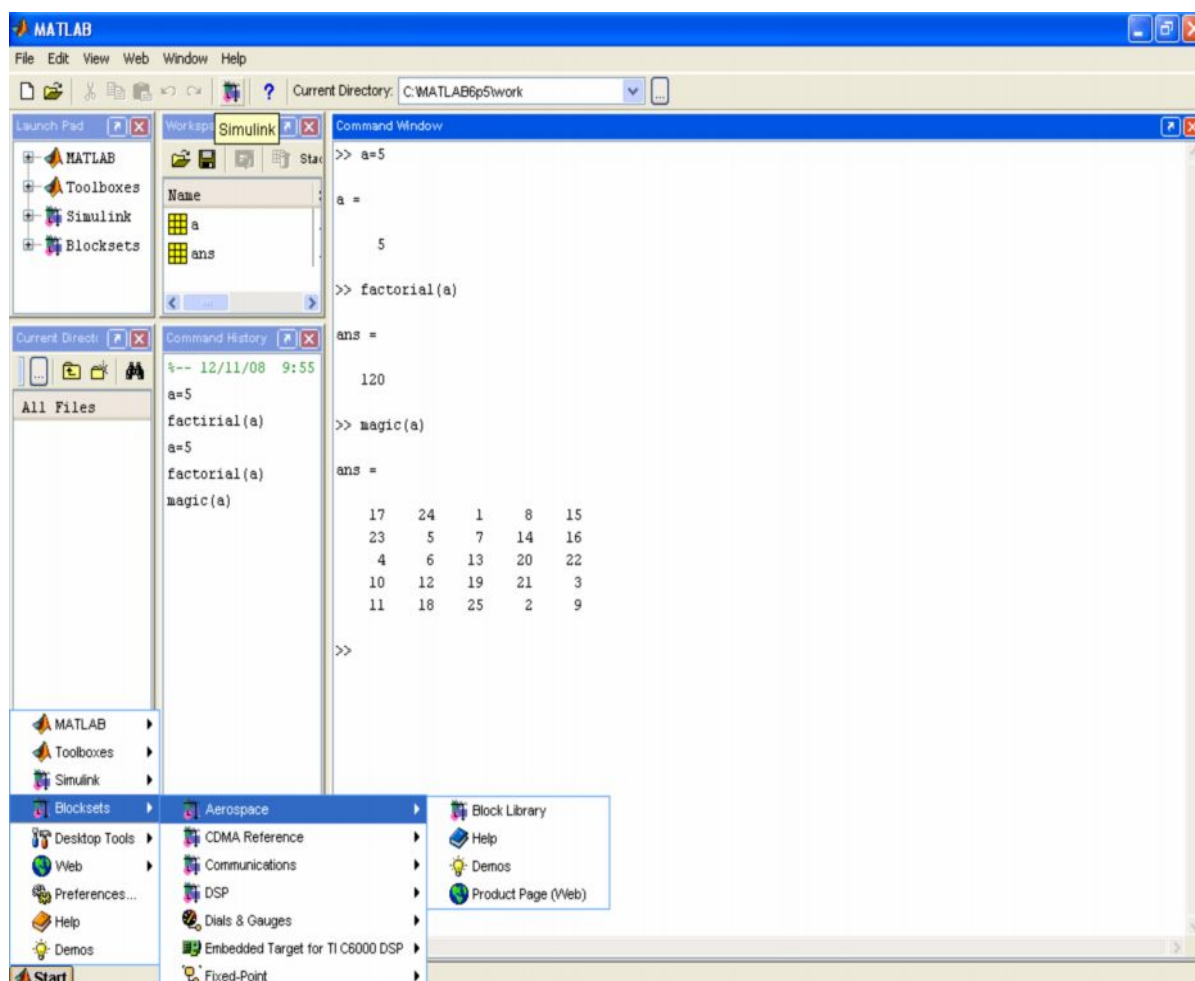 MATLAB
File Edit View Web Window Help
Current Directory: C:\MATLAB6p5\work
...
Simulink
Launch Pad
MATLAB
Toolboxes
Simulink
Blocksets
Name
a
ans
Current Directi
...
All Files
Command History
%-- 12/11/08 9:55
a=5
factirial(a)
a=5
factorial(a)
magic(a)
Command Window
>> a=5
a =
5
>> factorial(a)
ans =
120
>> magic(a)
ans =
17 24 1 8 15
23 5 7 14 16
4 6 13 20 22
10 12 19 21 3
11 18 25 2 9
>>
MATLAB
Toolboxes
Simulink
Blocksets
Desktop Tools
Web
Preferences...
Help
Demos
Start
Aerospace
CDMA Reference
Communications
DSP
Dials & Gauges
Embedded Target for TI C6000 DSP
Fixed-Point
Block Library
Help
Demos
Product Page (Web)